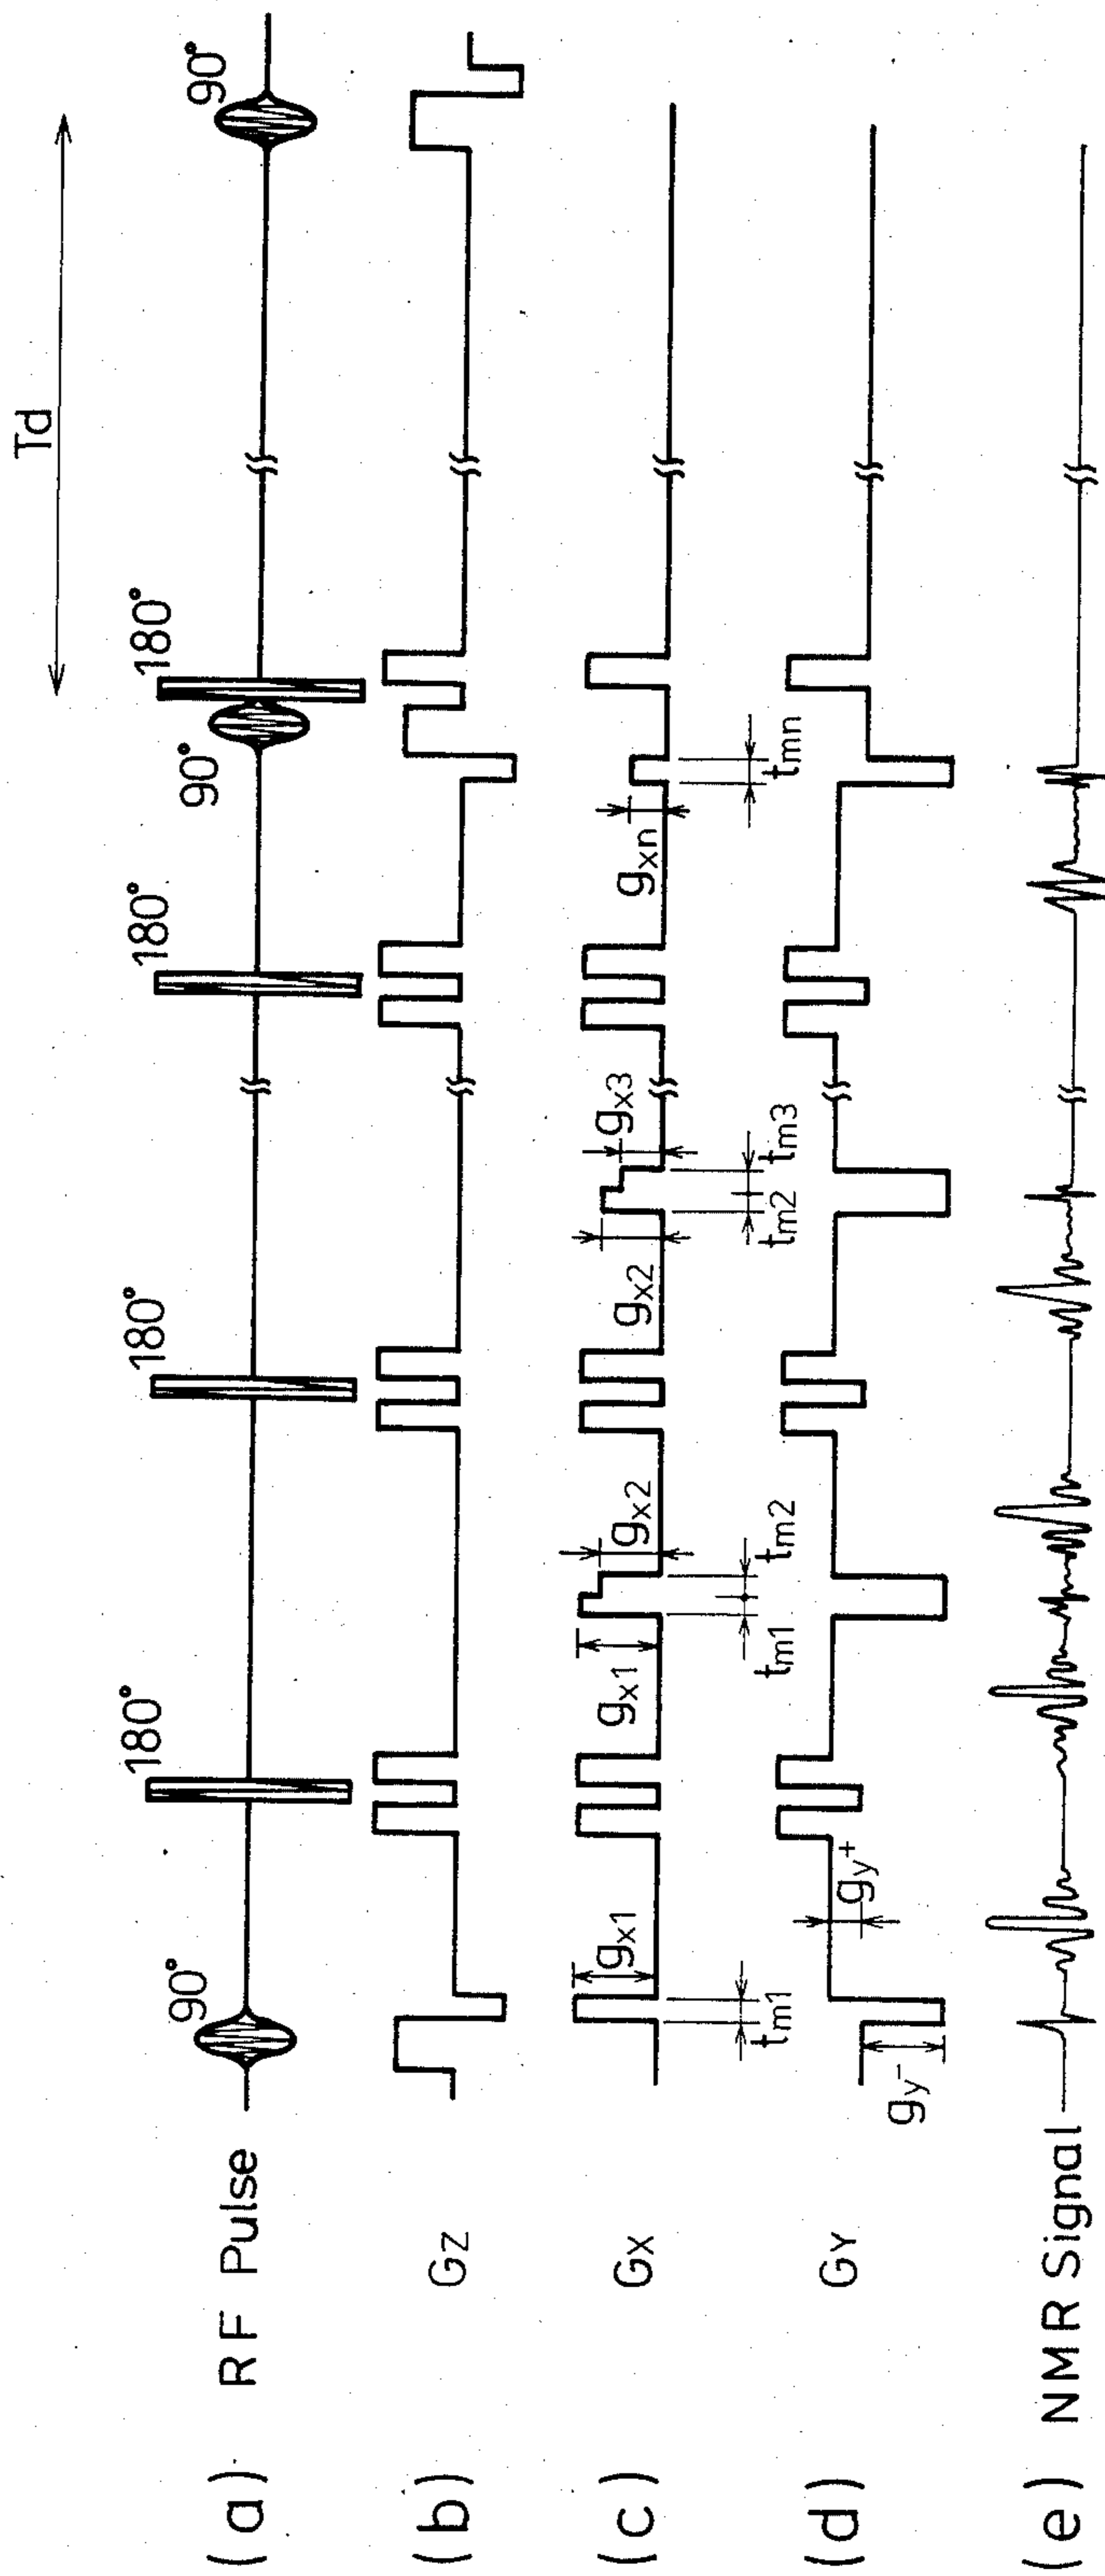 Td
90° 180° 180° 180° 90° 180° 90°
(a) RF Pulse
(b) Gz
(c) Gx
gx1 gx1 gx2 gx2 gx3 gxn
tm1 tm1 tm2 tm2 tm3 tmn
(d) GY
gy⁻ gy⁺
(e) NMR Signal